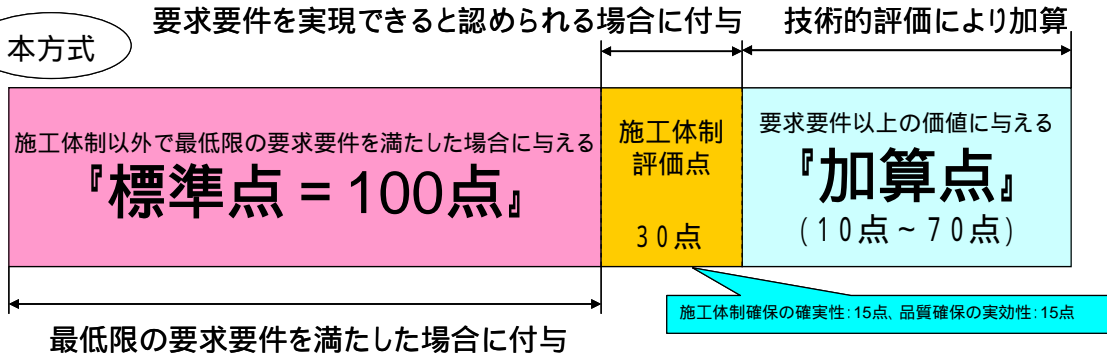 要求要件を実現できると認められる場合に付与
技術的評価により加算
本方式
施工体制以外で最低限の要求要件を満たした場合に与える
『標準点 = 100点』
施工体制
評価点
30点
要求要件以上の価値に与える
『加算点』
(10点～70点)
施工体制確保の確実性:15点、品質確保の実効性:15点
最低限の要求要件を満たした場合に付与